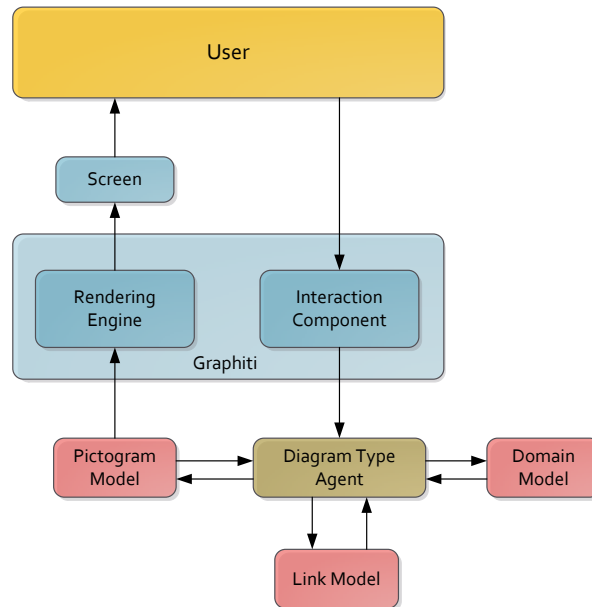 User
Screen
Rendering
Engine
Interaction
Component
Graphiti
Pictogram
Model
Diagram Type
Agent
Domain
Model
Link Model